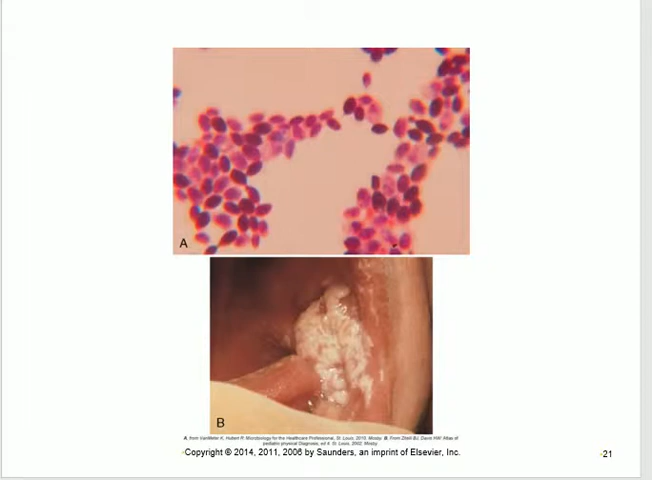 A
B
A, from VanMeter K, Hubert R: Microbiology for the Healthcare Professional, St. Louis, 2010, Mosby. B, From Zitelli BJ, Davis HW: Atlas of
pediatric physical Diagnosis, ed 4, St. Louis, 2002, Mosby.
•Copyright © 2014, 2011, 2006 by Saunders, an imprint of Elsevier, Inc.
•21